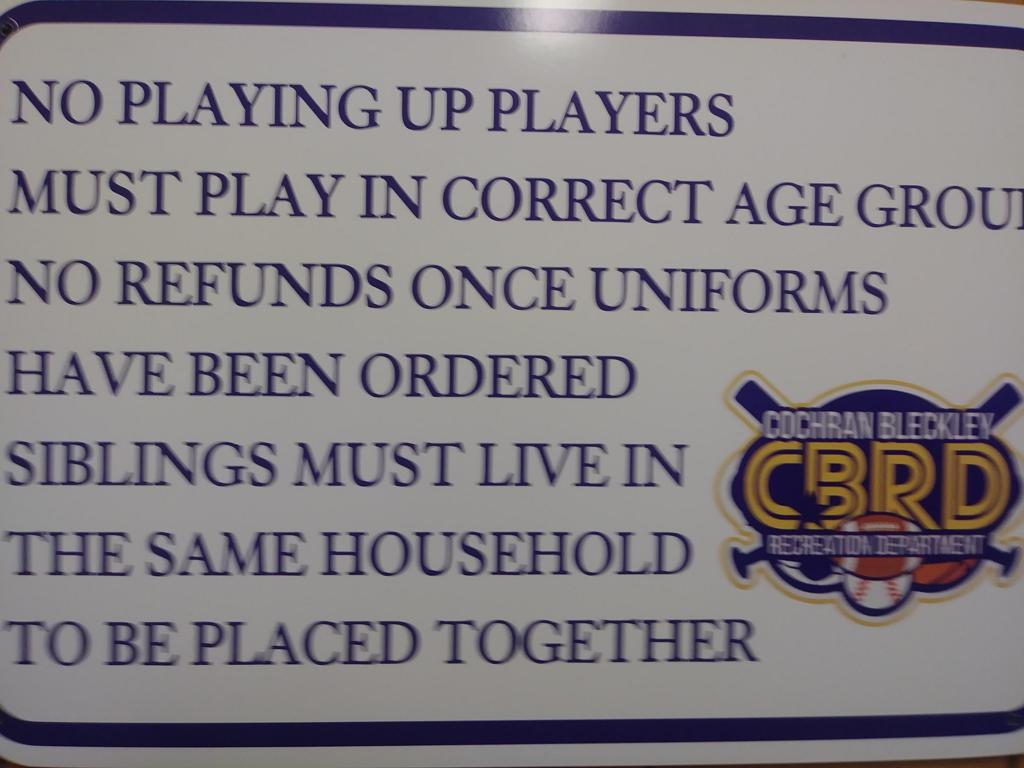 NO PLAYING UP PLAYERS
MUST PLAY IN CORRECT AGE GROU
NO REFUNDS ONCE UNIFORMS
HAVE BEEN ORDERED
SIBLINGS MUST LIVE IN
THE SAME HOUSEHOLD
TO BE PLACED TOGETHER
COCHRAN BLECKLEY
CBRD
RECREATION DEPARTMENT